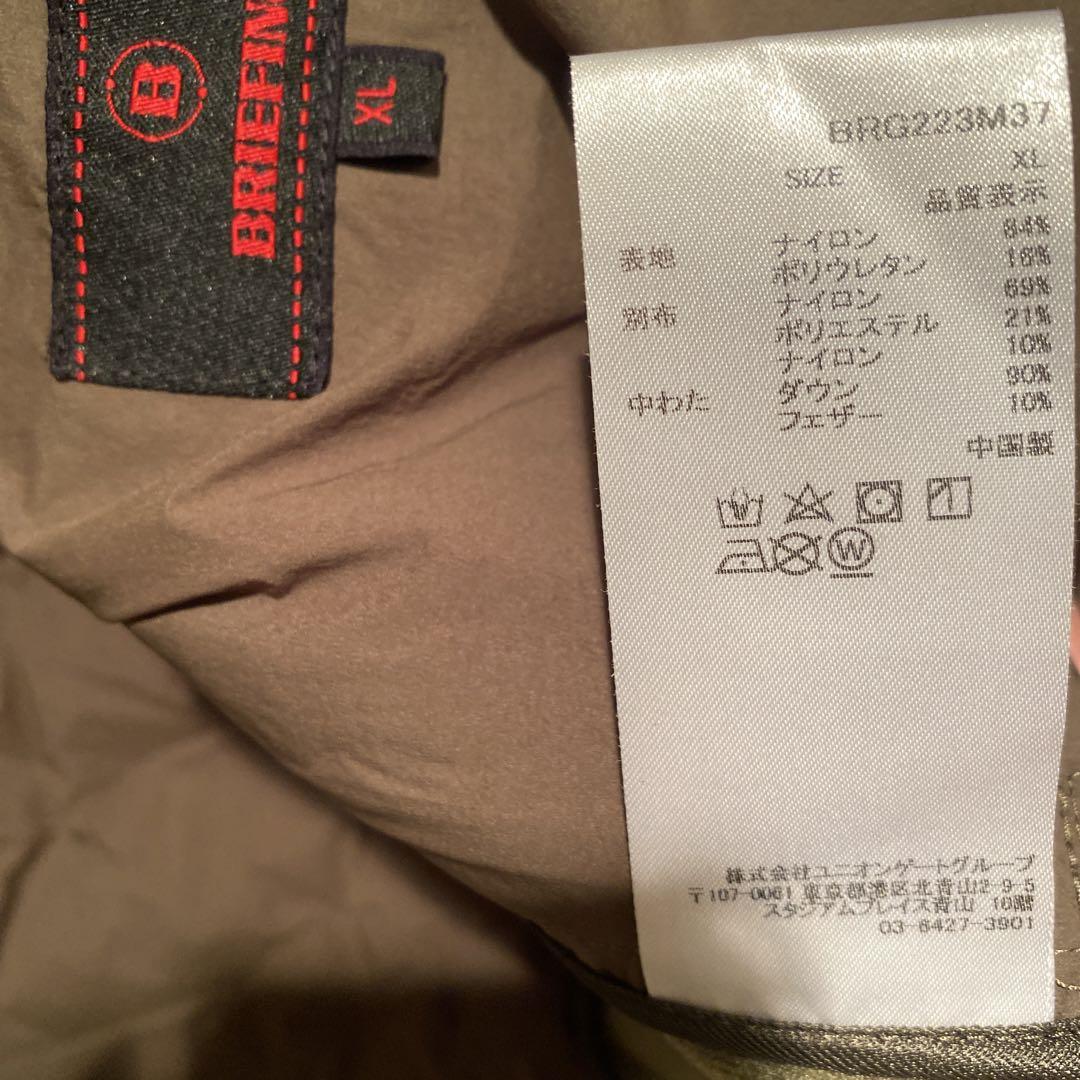 B
BRIEFING
XL
BRG223M37
SIZE XL
品質表示
表地 ナイロン 84%
ポリウレタン 16%
別布 ナイロン 69%
ポリエステル 21%
ナイロン 10%
中わた ダウン 90%
フェザー 10%
中国製
W
株式会社ユニオンゲートグループ
〒107-0061 東京都港区北青山2-9-5
スタジアムプレイス青山 10階
03-6427-3901